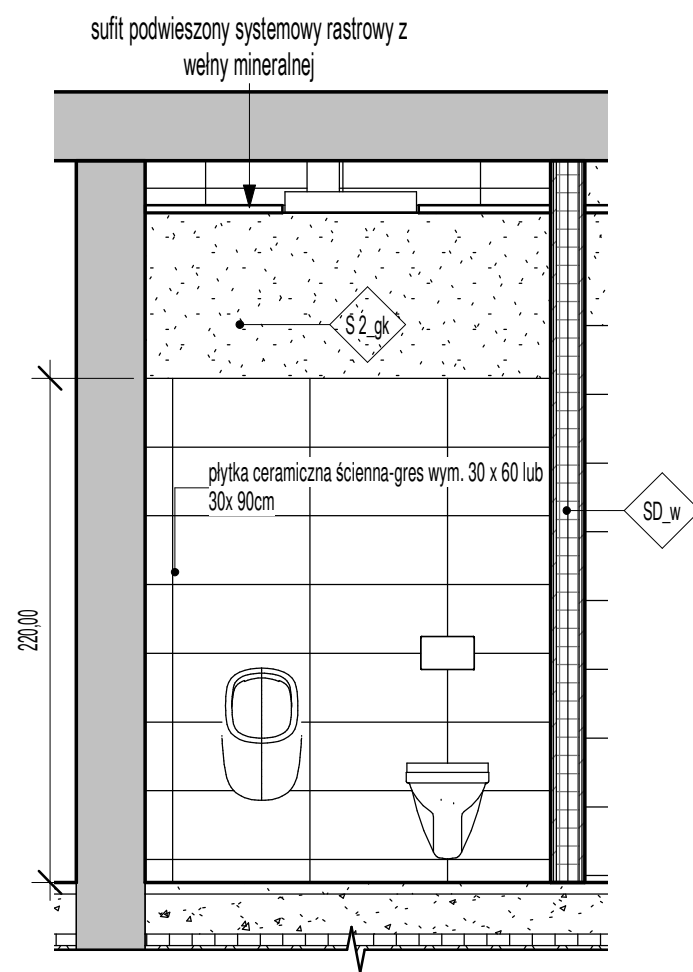 sufit podwieszony systemowy rastrowy z
wełny mineralnej
S 2_gk
płytka ceramiczna ścienna-gres wym. 30 x 60 lub
30x 90cm
SD_w
220,00